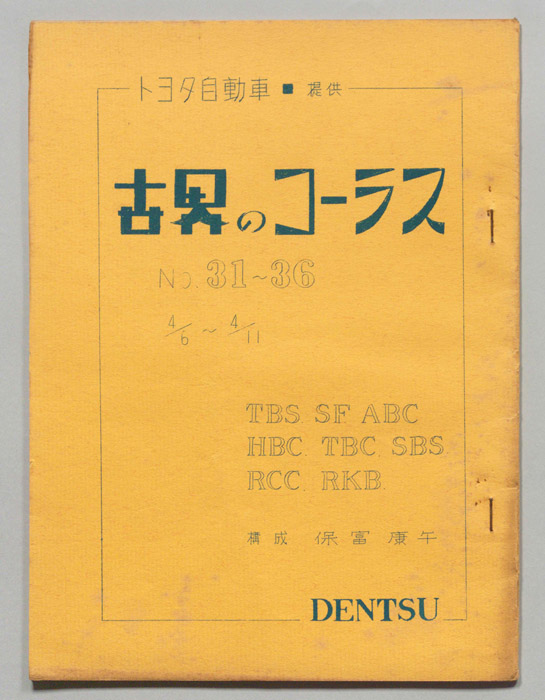 トヨタ自動車■提供
世界のコーラス
No. 31~36
4/6 ~ 4/11
TBS. SF. ABC
HBC. TBC. SBS.
RCC. RKB.
構成 保富康午
DENTSU